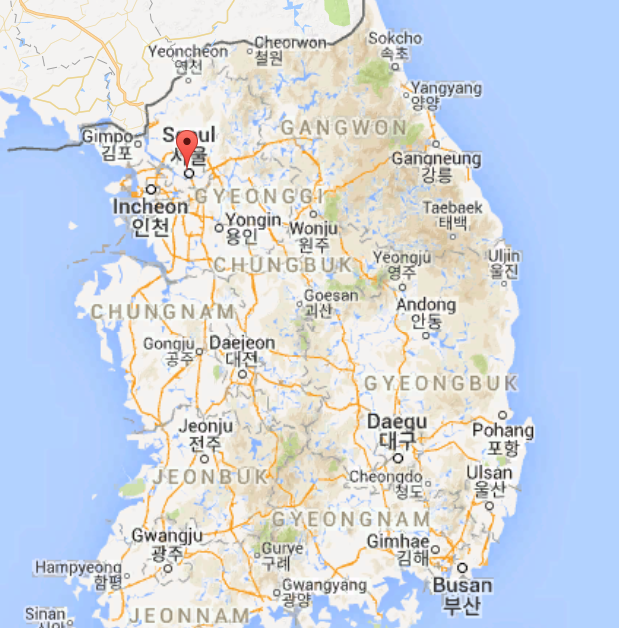 Sokcho
속초
Cheorwon
철원
Yeoncheon
연천
Yangyang
양양
GANGWON
Gimpo
김포
Seoul
서울
Gangneung
강릉
GYEONGGI
Incheon
인천
Taebaek
태백
Yongin
용인
Wonju
원주
Yeongju
영주
Uljin
울진
CHUNGBUK
Goesan
괴산
Andong
안동
CHUNGNAM
Gongju
공주
Daejeon
대전
GYEONGBUK
Daegu
대구
Jeonju
전주
Pohang
포항
JEONBUK
Cheongdo
청도
Ulsan
울산
GYEONGNAM
Gwangju
광주
Gimhae
김해
Gurye
구례
Hampyeong
함평
Gwangyang
광양
Busan
부산
Sinan
JEONNAM